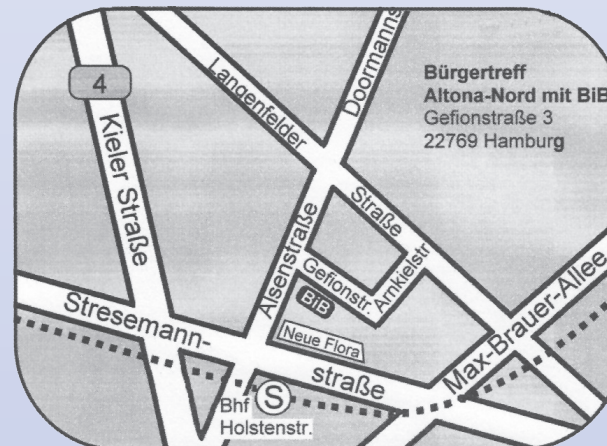 Bürgertreff
Altona-Nord mit BiB
Gefionstraße 3
22769 Hamburg
4
Kieler Straße
Langenfelder
Straße
Doormanns
Alsenstraße
Gefionstr.
Arnkielstr
BiB
Neue Flora
Stresemann-
straße
Max-Brauer-Allee
S
Bhf
Holstenstr.